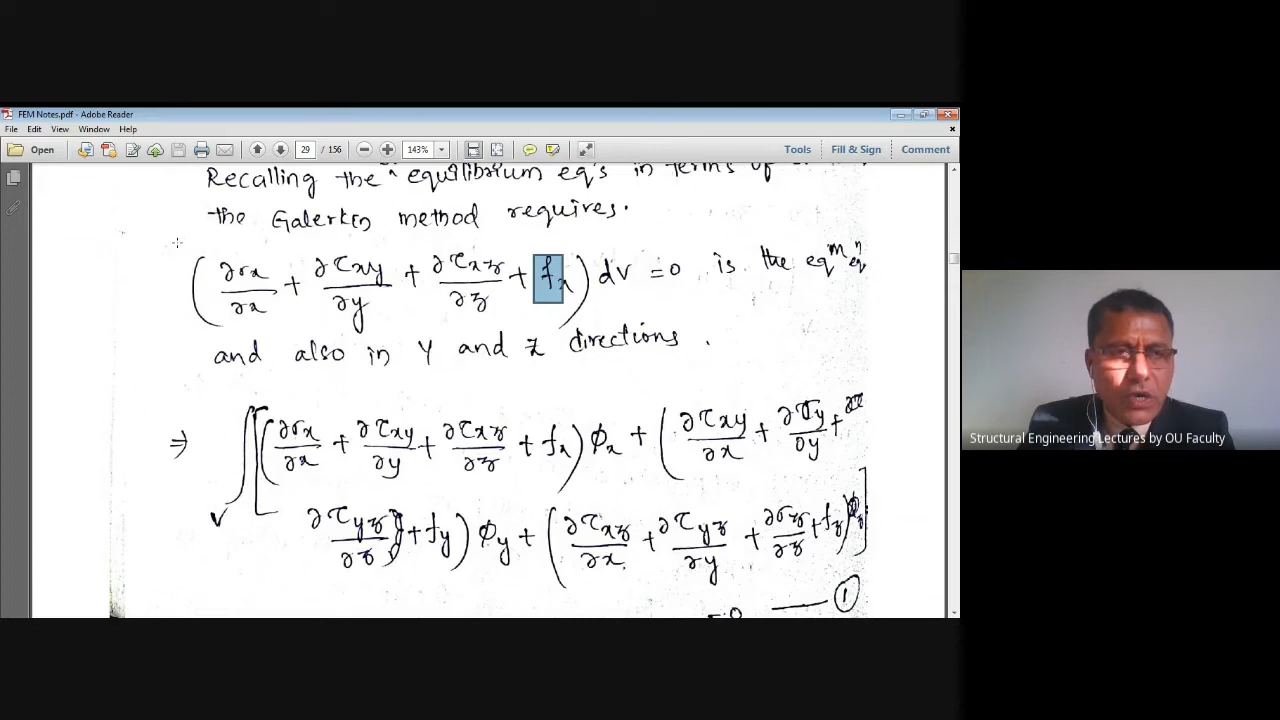 FEM Notes.pdf - Adobe Reader
File Edit View Window Help
Open 29 / 156 143% Tools Fill & Sign Comment
Recalling the equilibrium eq's in terms of
the Galerkin method requires.
(∂σx/∂x + ∂τxy/∂y + ∂τxz/∂z + fx) dv = 0 is the eqm eqn
and also in Y and Z directions.
⇒ ∫v [(∂σx/∂x + ∂τxy/∂y + ∂τxz/∂z + fx) ϕx + (∂τxy/∂x + ∂σy/∂y +
∂τyz/∂z + fy) ϕy + (∂τxz/∂x + ∂τyz/∂y + ∂σz/∂z + fz) ϕz]
=0 — ①
Structural Engineering Lectures by OU Faculty